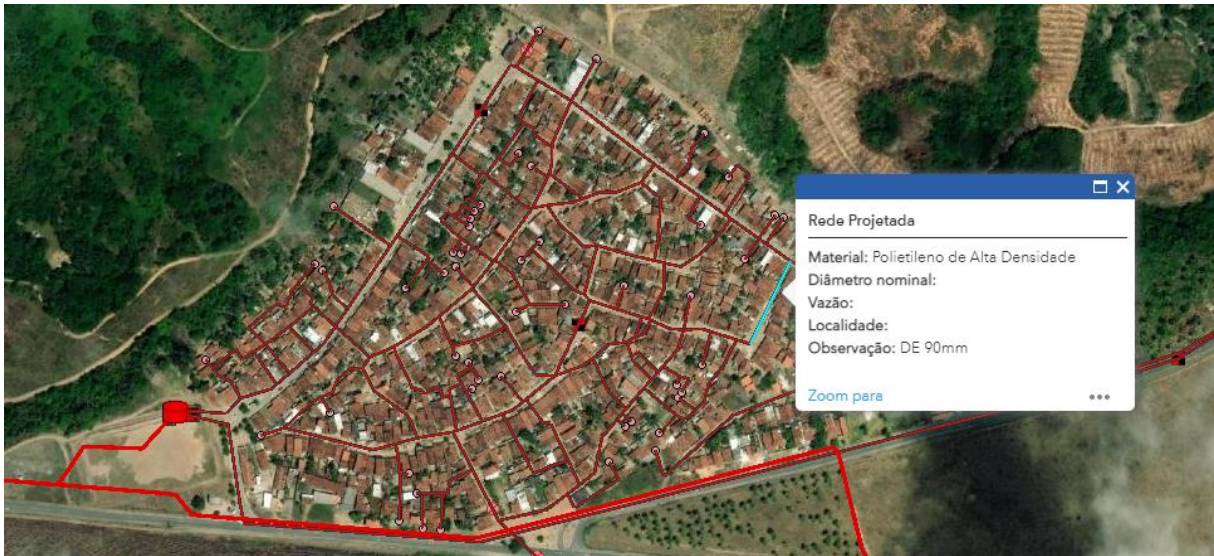 Rede Projetada
Material: Polietileno de Alta Densidade
Diâmetro nominal:
Vazão:
Localidade:
Observação: DE 90mm
Zoom para